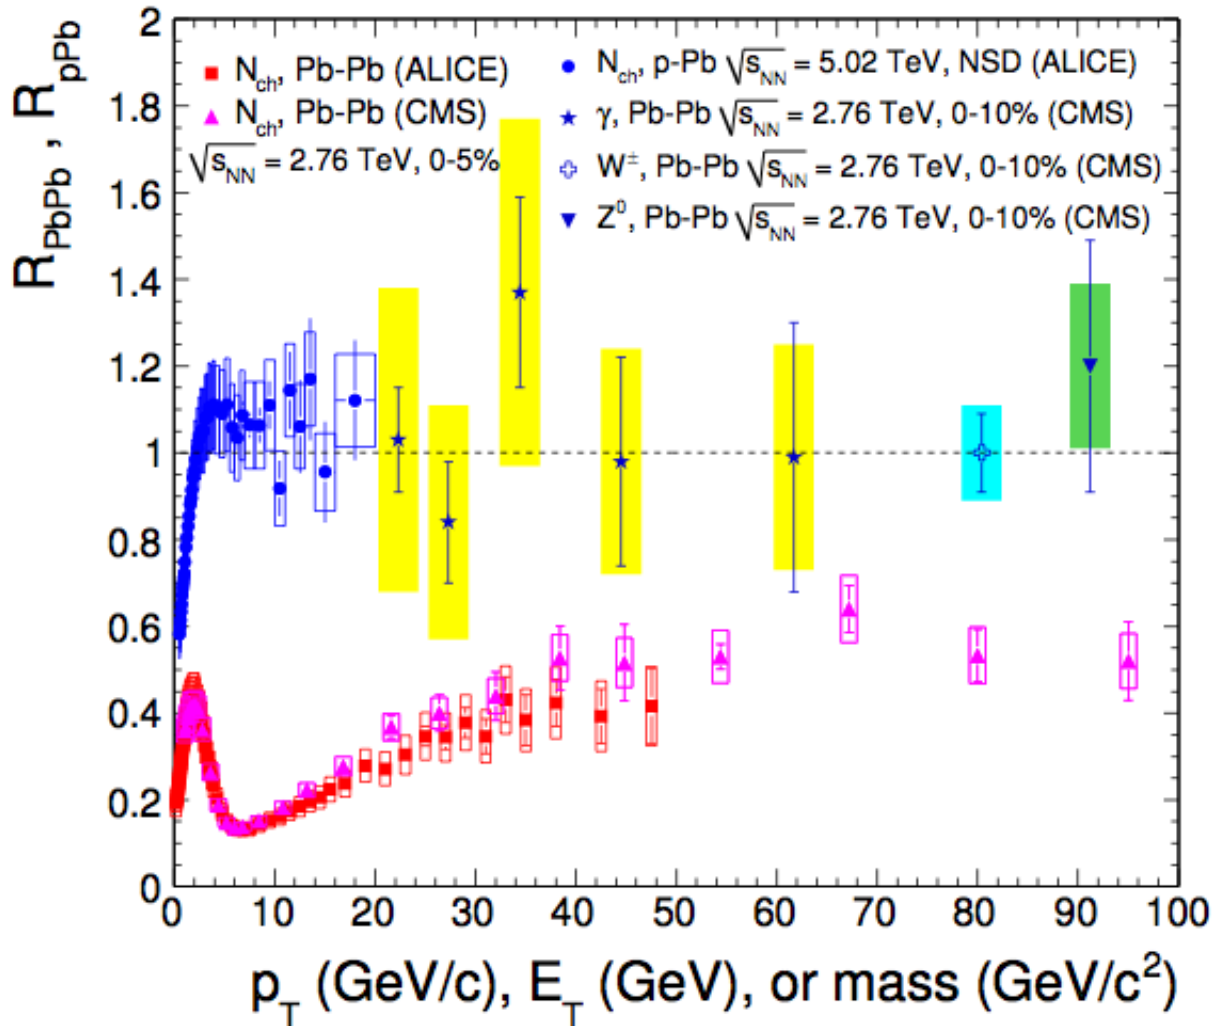 R_PbPb , R_pPb
2
1.8
1.6
1.4
1.2
1
0.8
0.6
0.4
0.2
0
N_ch, Pb-Pb (ALICE)
N_ch, Pb-Pb (CMS)
√s_NN = 2.76 TeV, 0-5%
N_ch, p-Pb √s_NN = 5.02 TeV, NSD (ALICE)
γ, Pb-Pb √s_NN = 2.76 TeV, 0-10% (CMS)
W^±, Pb-Pb √s_NN = 2.76 TeV, 0-10% (CMS)
Z^0, Pb-Pb √s_NN = 2.76 TeV, 0-10% (CMS)
0 10 20 30 40 50 60 70 80 90 100
p_T (GeV/c), E_T (GeV), or mass (GeV/c²)